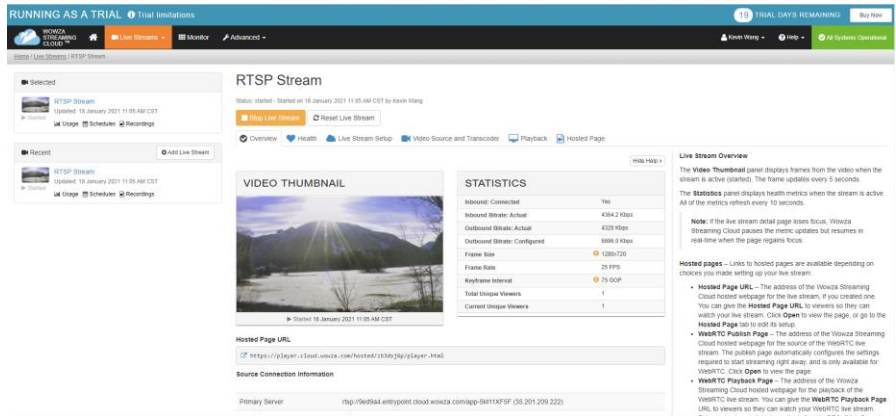 RUNNING AS A TRIAL Trial limitations
19 TRIAL DAYS REMAINING Buy Now
WOWZA STREAMING CLOUD™ Live Streams Monitor Advanced Kevin Wang Help All Systems Operational
Home / Live Streams / RTSP Stream
Selected
RTSP Stream
Updated: 18 January 2021 11:05 AM CST
Started
Usage Schedules Recordings
Recent Add Live Stream
RTSP Stream
Updated: 18 January 2021 11:05 AM CST
Started
Usage Schedules Recordings
RTSP Stream
Status: started - Started on 18 January 2021 11:05 AM CST by Kevin Wang
Stop Live Stream Reset Live Stream
Overview Health Live Stream Setup Video Source and Transcoder Playback Hosted Page
Hide Help »
VIDEO THUMBNAIL
Started 18 January 2021 11:05 AM CST
STATISTICS
Inbound: Connected Yes
Inbound Bitrate: Actual 4364.2 Kbps
Outbound Bitrate: Actual 4328 Kbps
Outbound Bitrate: Configured Kbps
Frame Size 1280x720
Frame Rate 25 FPS
Keyframe Interval 75 GOP
Total Unique Viewers 1
Current Unique Viewers 1
Hosted Page URL
Source Connection Information
Primary Server
Live Stream Overview
The Video Thumbnail panel displays frames from the video when the
stream is active (started). The frame updates every 5 seconds.
The Statistics panel displays health metrics when the stream is active.
All of the metrics refresh every 10 seconds.
Note: If the live stream detail page loses focus, Wowza
Streaming Cloud pauses the metric updates but resumes in
real-time when the page regains focus.
Hosted pages – Links to hosted pages are available depending on
choices you made setting up your live stream.
• Hosted Page URL – The address of the Wowza Streaming
Cloud hosted webpage for the live stream, if you created one.
You can give the Hosted Page URL to viewers so they can
watch your live stream. Click Open to view the page, or go to the
Hosted Page tab to edit its setup.
• WebRTC Publish Page – The address of the Wowza Streaming
Cloud hosted webpage for the source of the WebRTC live
stream. The publish page automatically configures the settings
required to start streaming right away, and is only available for
WebRTC. Click Open to view the page.
• WebRTC Playback Page – The address of the Wowza
Streaming Cloud hosted webpage for the playback of the
WebRTC live stream. You can give the WebRTC Playback Page
URL to viewers so they can watch your WebRTC live stream.